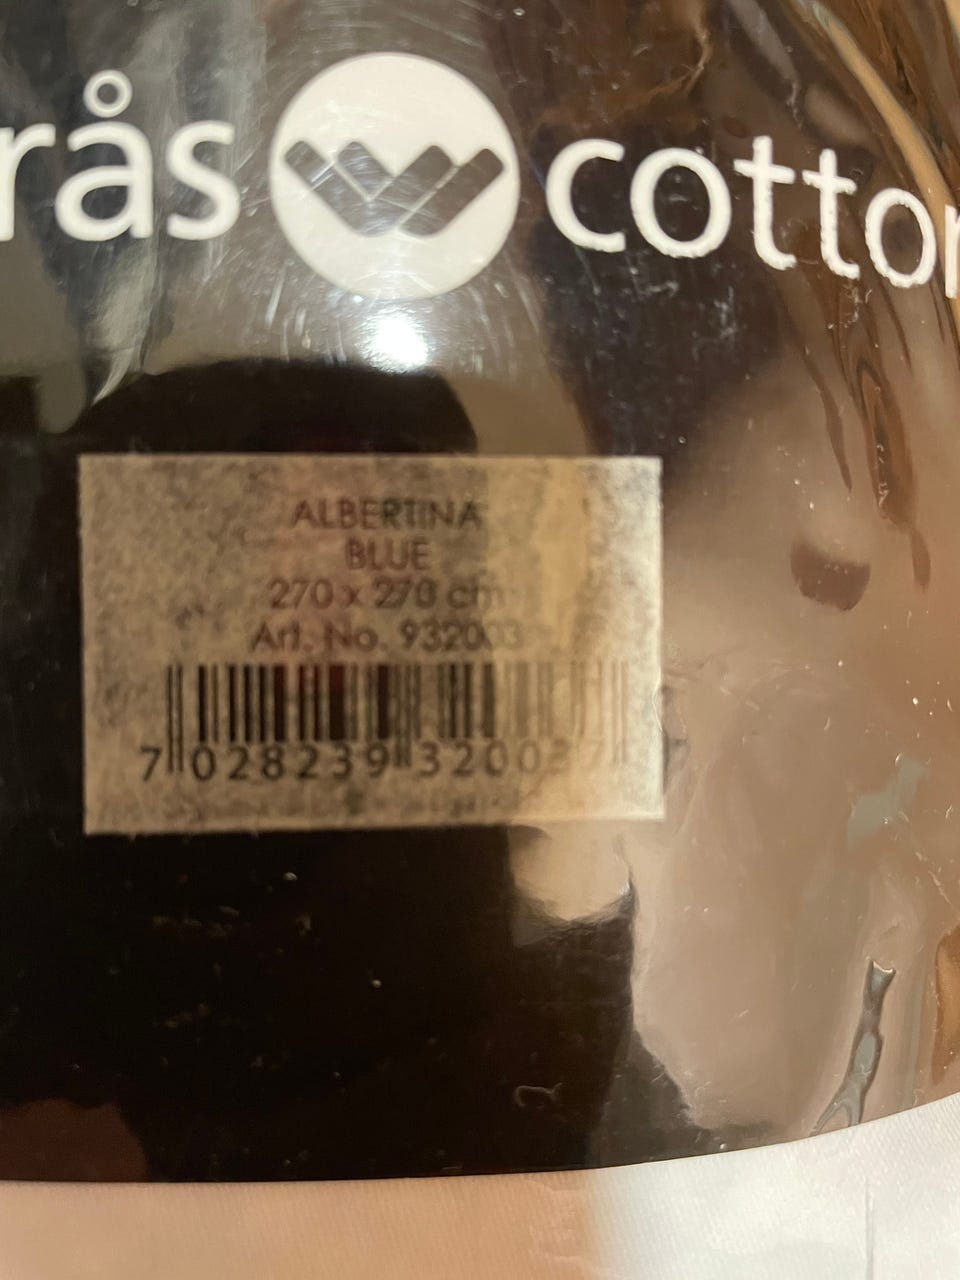 rås cotton
ALBERTINA
BLUE
270 x 270 cm
Art. No. 932003
7 028239 320037